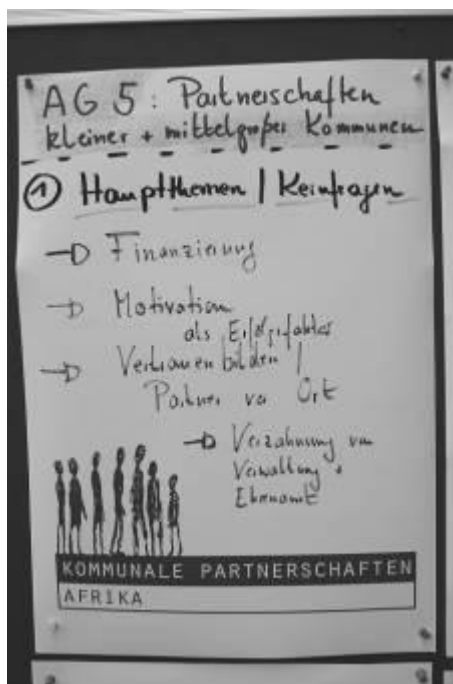 AG 5: Partnerschaften
kleiner + mittelgroßer Kommunen
① Hauptthemen / Kernfragen
→ Finanzierung
→ Motivation
als Erfolgsfaktor
→ Vertrauen bilden /
Partner vor Ort
→ Verzahnung von
Verwaltung +
Ehrenamt
KOMMUNALE PARTNERSCHAFTEN
AFRIKA